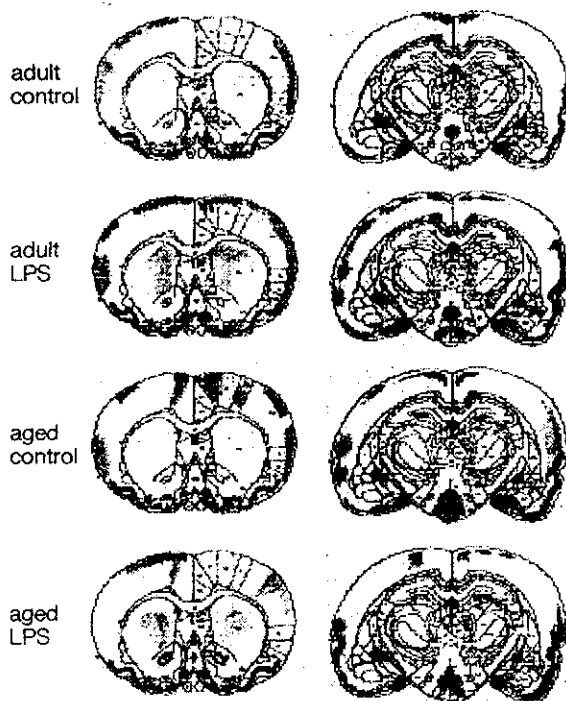 adult
control
adult
LPS
aged
control
aged
LPS